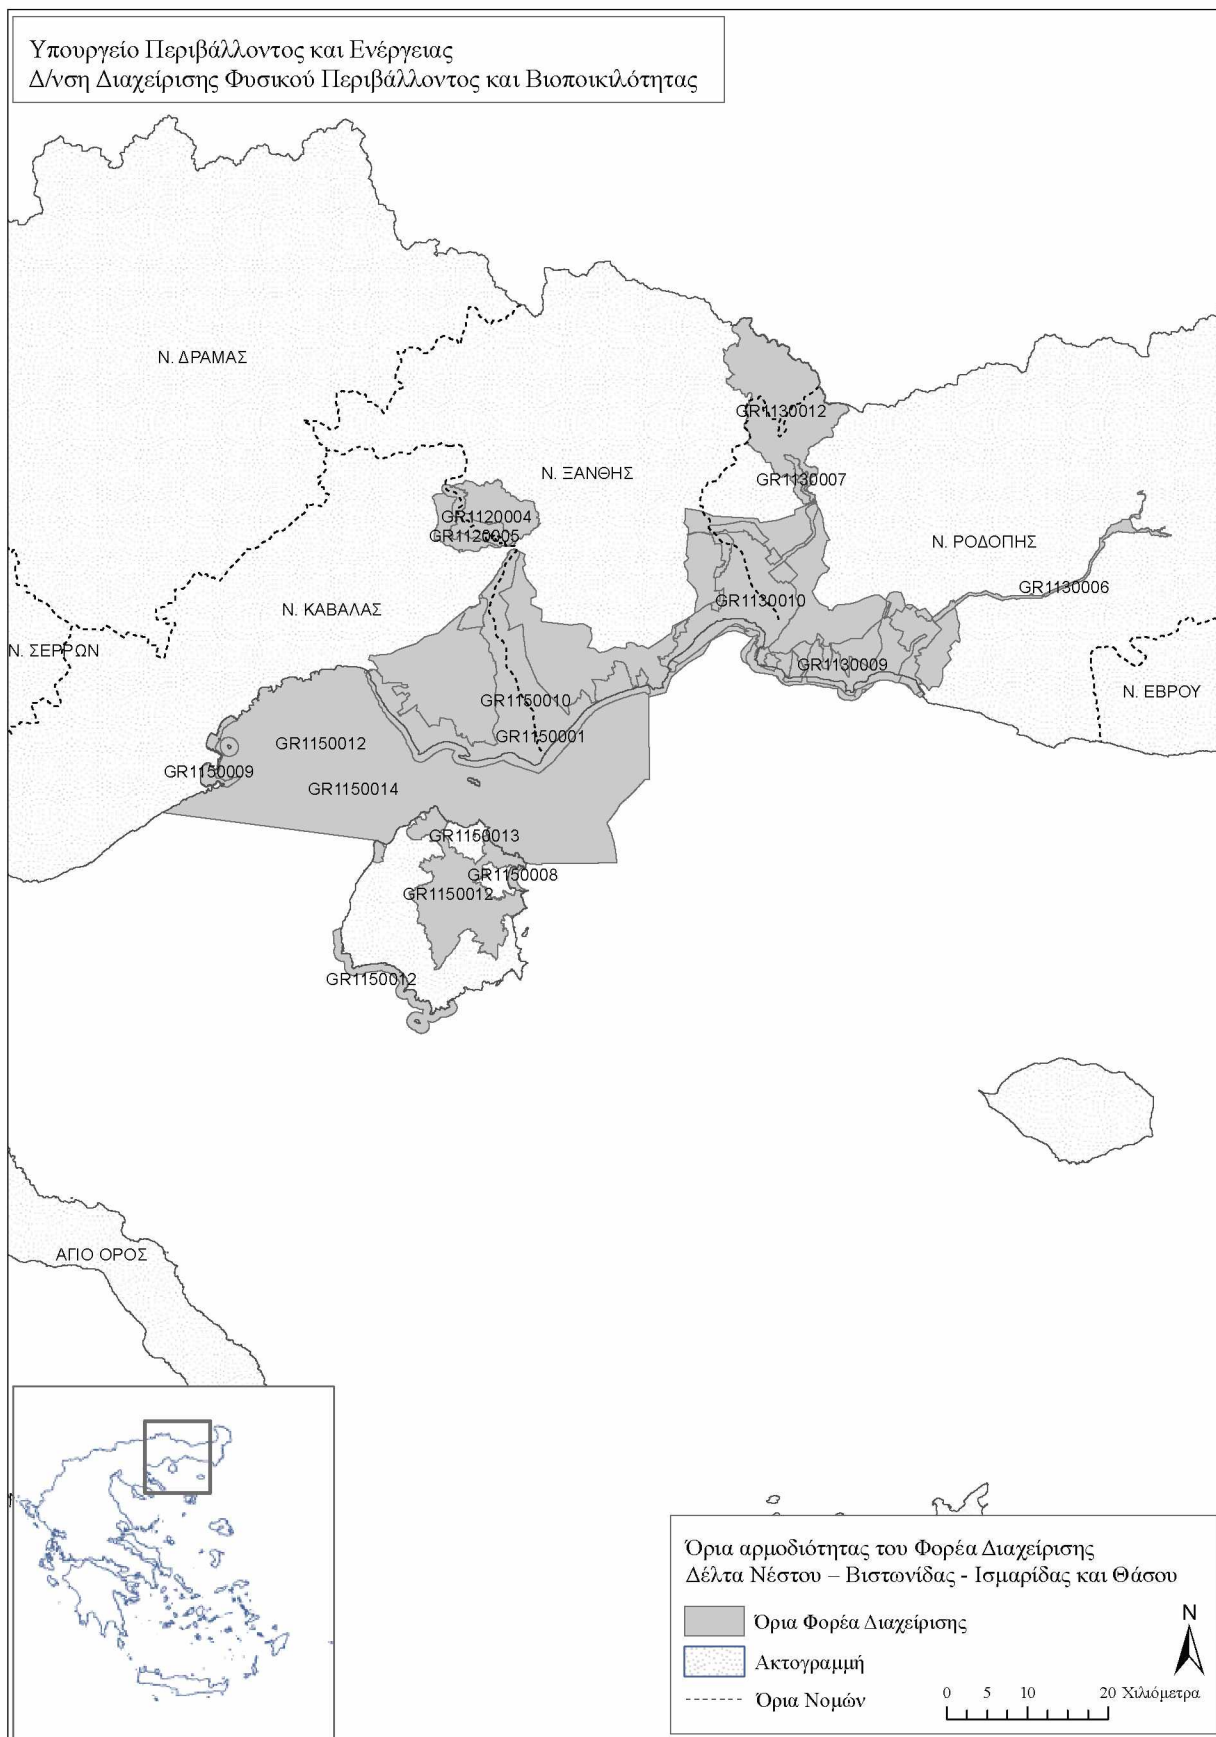 Υπουργείο Περιβάλλοντος και Ενέργειας
Δ/νση Διαχείρισης Φυσικού Περιβάλλοντος και Βιοποικιλότητας
Ν. ΔΡΑΜΑΣ
GR1130012
Ν. ΞΑΝΘΗΣ
GR1130007
GR1120004
GR1120005
Ν. ΡΟΔΟΠΗΣ
GR1130006
GR1130010
Ν. ΚΑΒΑΛΑΣ
Ν. ΣΕΡΡΩΝ
GR1130009
Ν. ΕΒΡΟΥ
GR1150010
GR1150001
GR1150012
GR1150009
GR1150014
GR1150013
GR1150008
GR1150012
GR1150012
ΑΓΙΟ ΟΡΟΣ
Όρια αρμοδιότητας του Φορέα Διαχείρισης
Δέλτα Νέστου – Βιστωνίδας - Ισμαρίδας και Θάσου
Όρια Φορέα Διαχείρισης
Ακτογραμμή
Όρια Νομών
N
0 5 10 20 Χιλιόμετρα